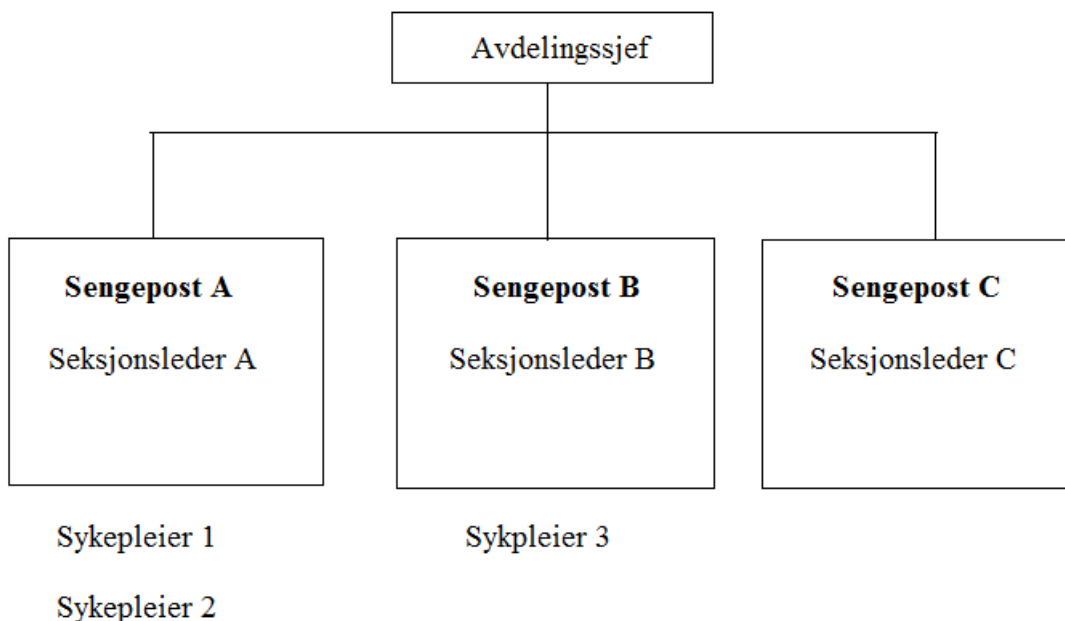 Avdelingssjef
Sengepost A
Seksjonsleder A
Sengepost B
Seksjonsleder B
Sengepost C
Seksjonsleder C
Sykepleier 1
Sykepleier 2
Sykpleier 3